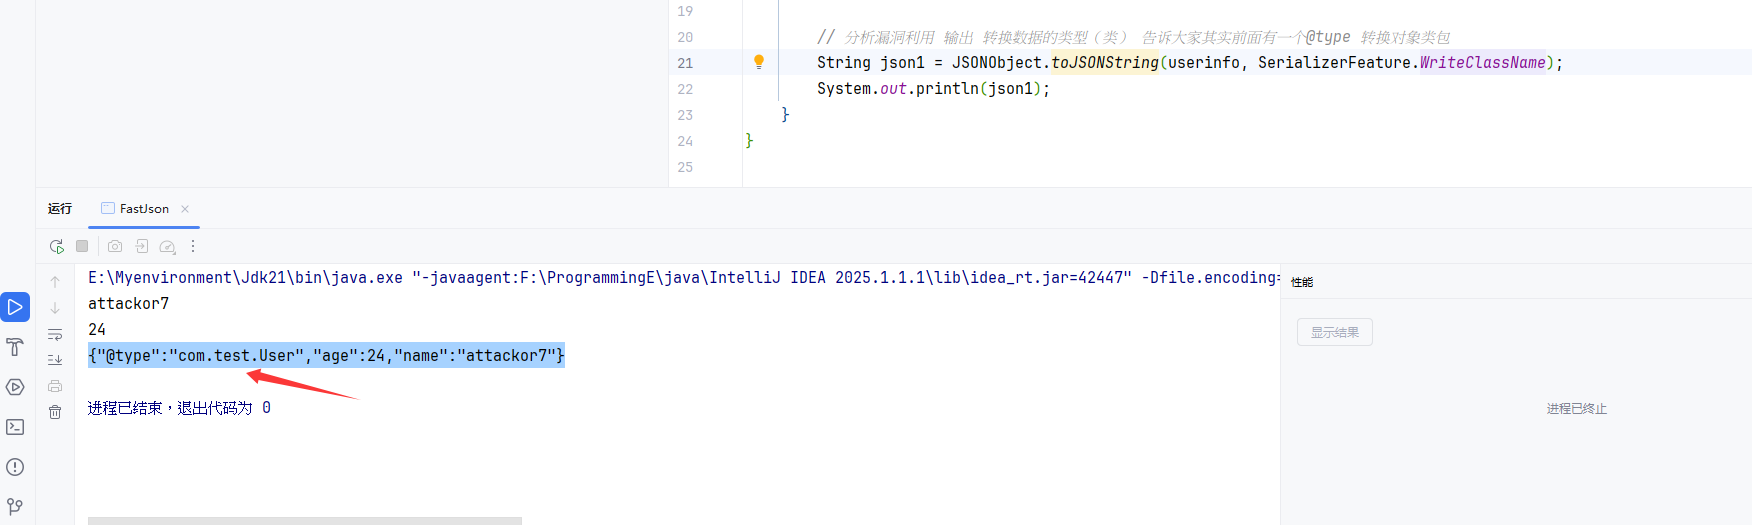 19
20 // 分析漏洞利用 输出 转换数据的类型（类） 告诉大家其实前面有一个@type 转换对象类包
21 String json1 = JSONObject.toJSONString(userinfo, SerializerFeature.WriteClassName);
22 System.out.println(json1);
23 }
24 }
25
运行 FastJson
E:\Myenvironment\Jdk21\bin\java.exe "-javaagent:F:\ProgrammingE\java\IntelliJ IDEA 2025.1.1.1\lib\idea_rt.jar=42447" -Dfile.encoding=
性能
attackor7
24
显示结果
{"@type":"com.test.User","age":24,"name":"attackor7"}
进程已结束，退出代码为 0
进程已终止